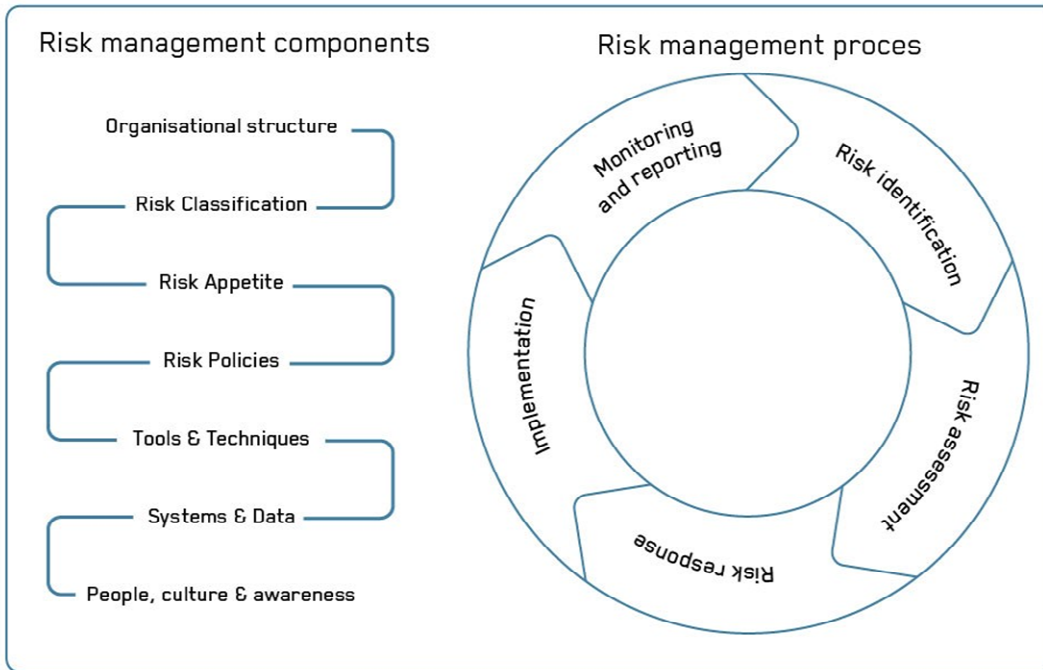 Risk management components
Organisational structure
Risk Classification
Risk Appetite
Risk Policies
Tools & Techniques
Systems & Data
People, culture & awareness
Risk management proces
Monitoring
and reporting
Risk identification
Risk assessment
Risk response
Implementation